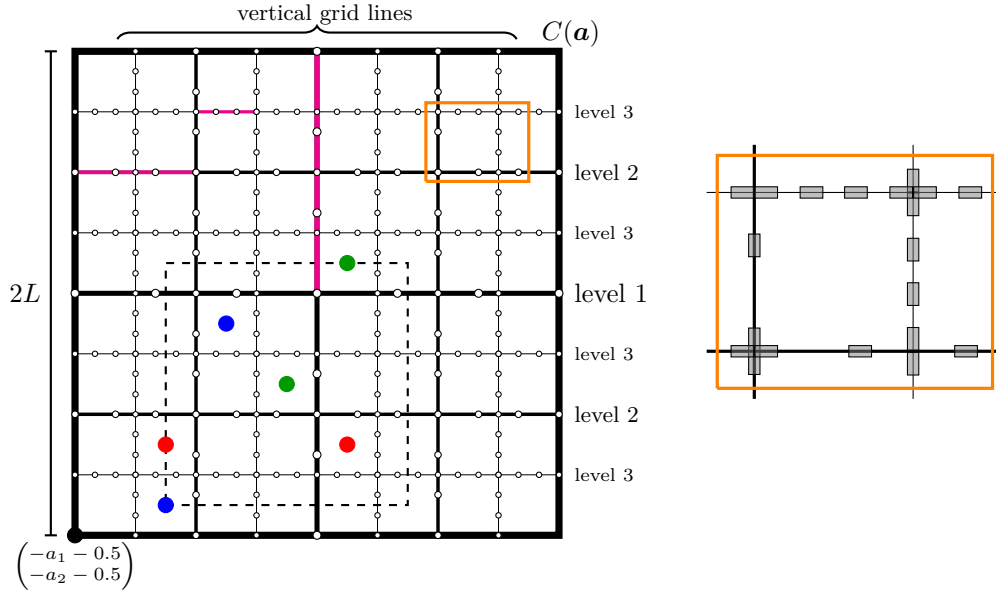 vertical grid lines
C(a)
level 3
level 2
level 3
2L
level 1
level 3
level 2
level 3
(−a₁ − 0.5
−a₂ − 0.5)